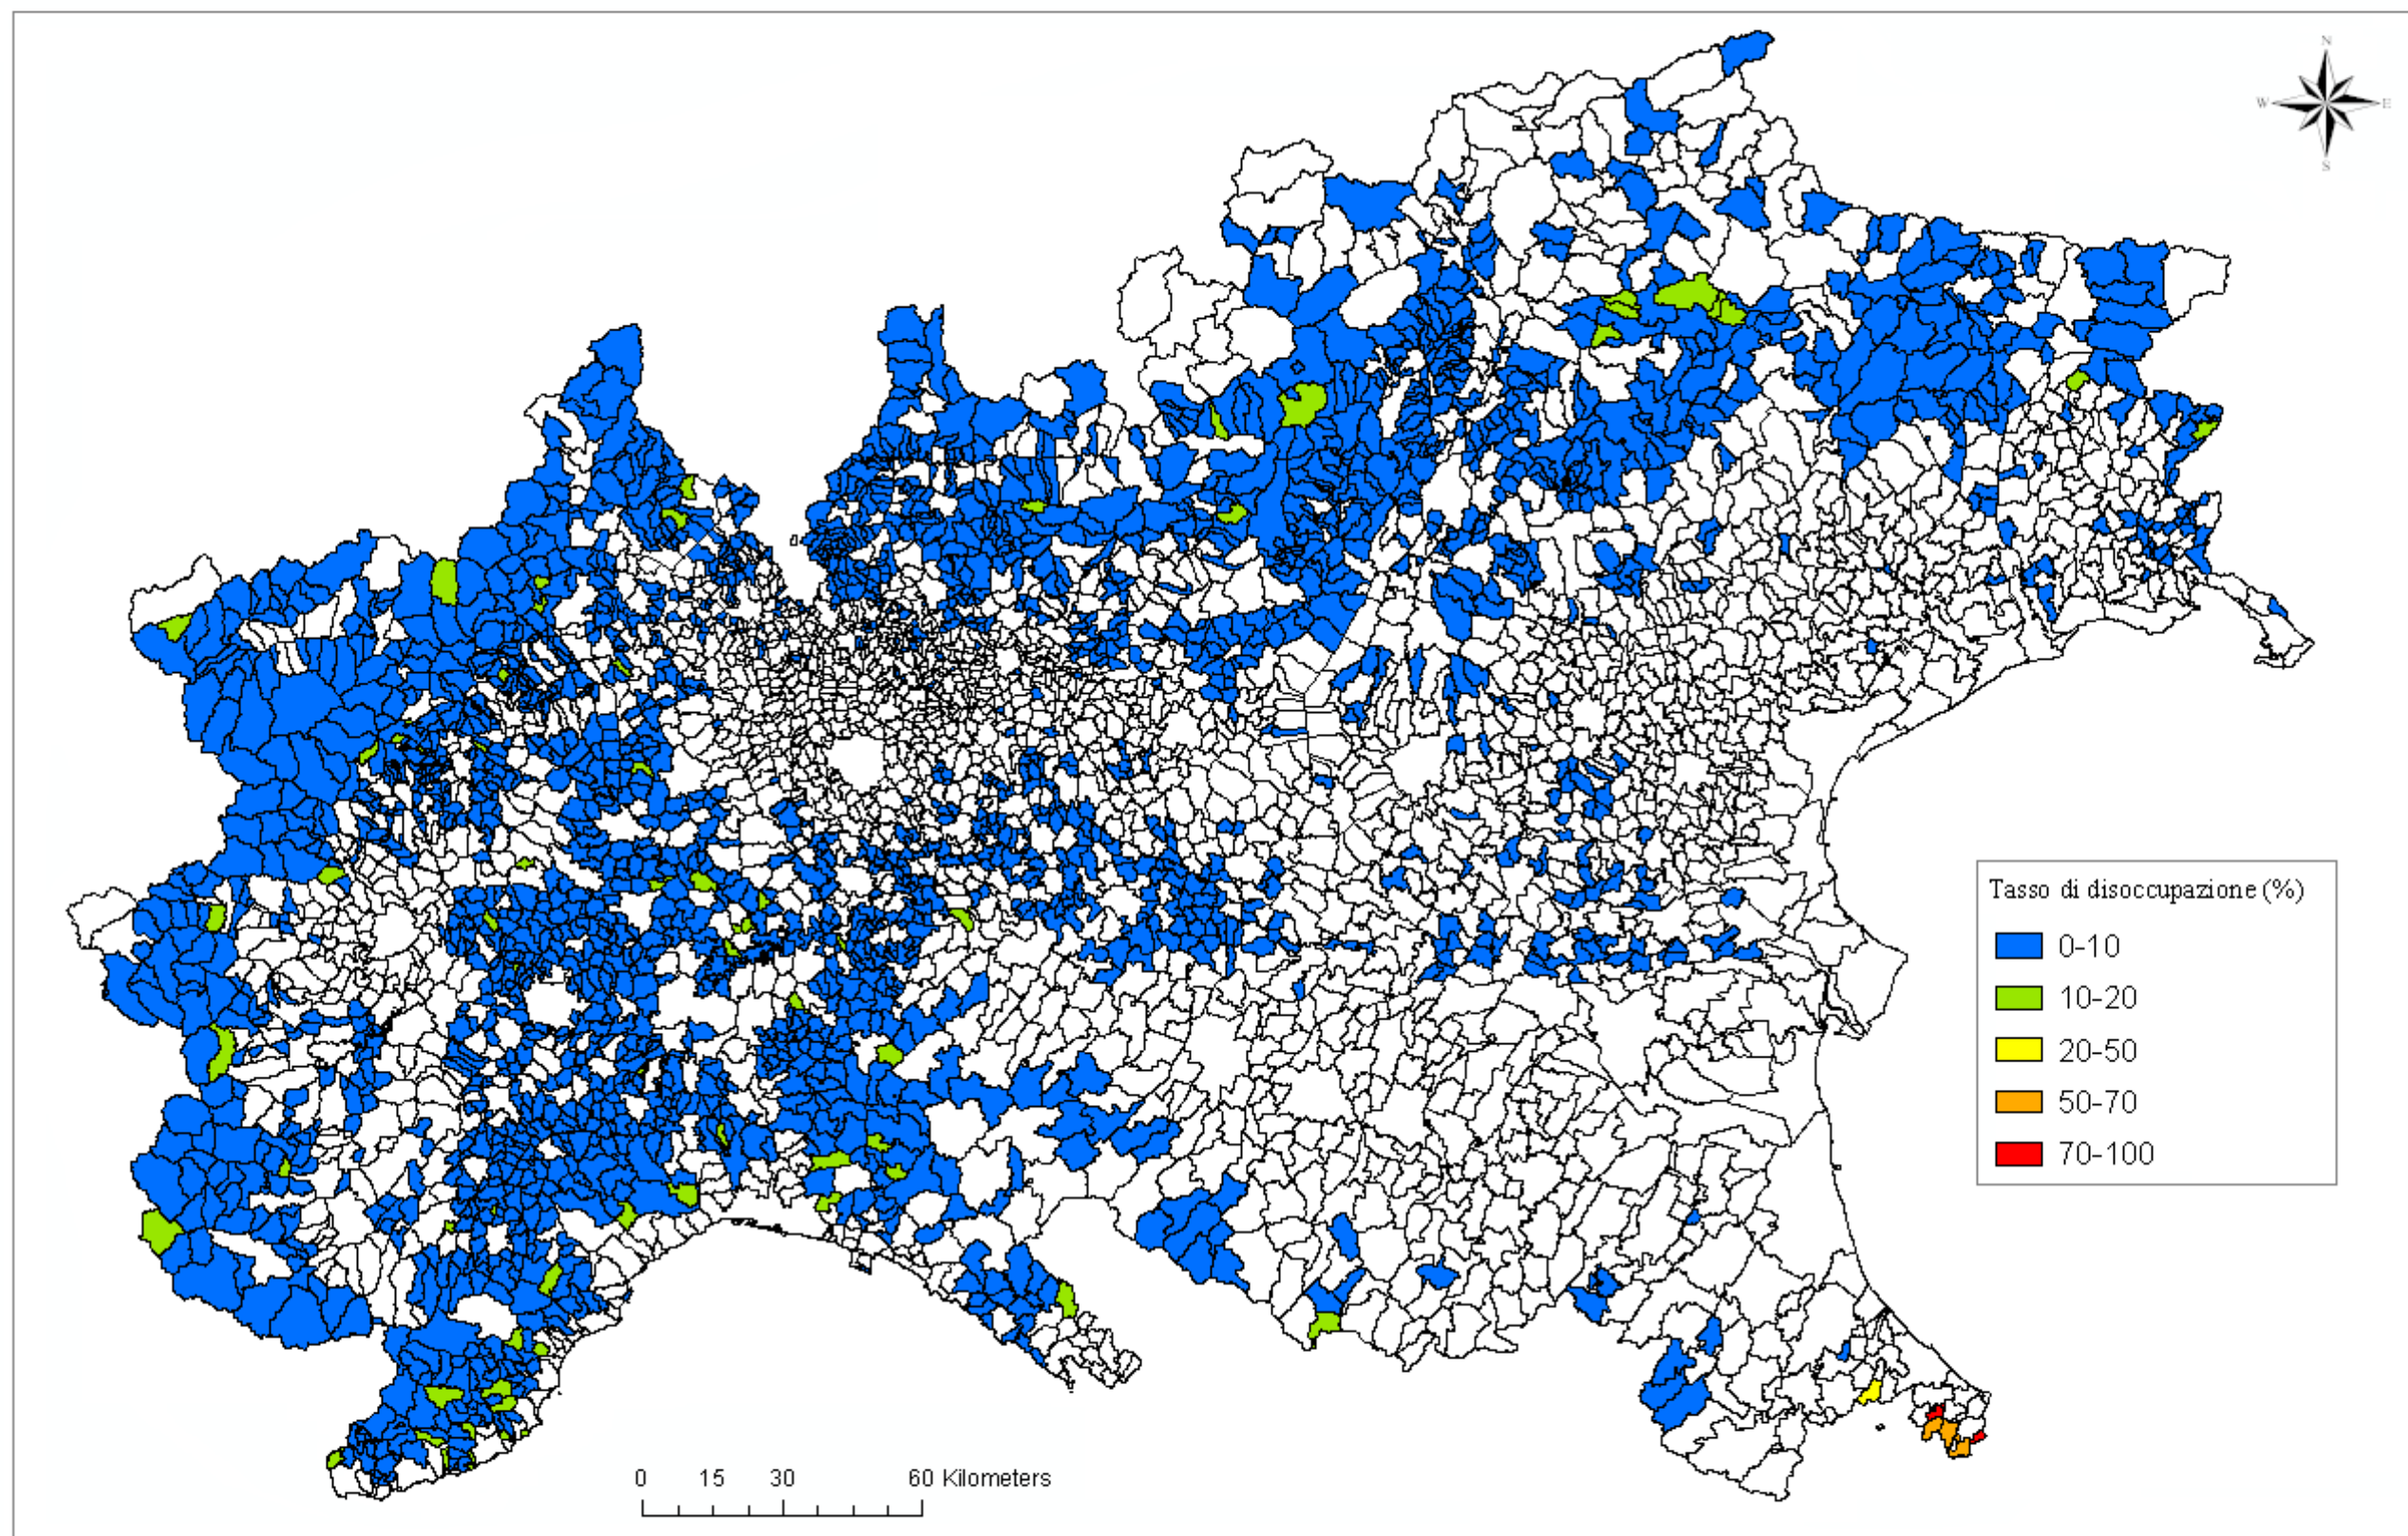 N
W E
S
Tasso di disoccupazione (%)
0-10
10-20
20-50
50-70
70-100
0 15 30 60 Kilometers